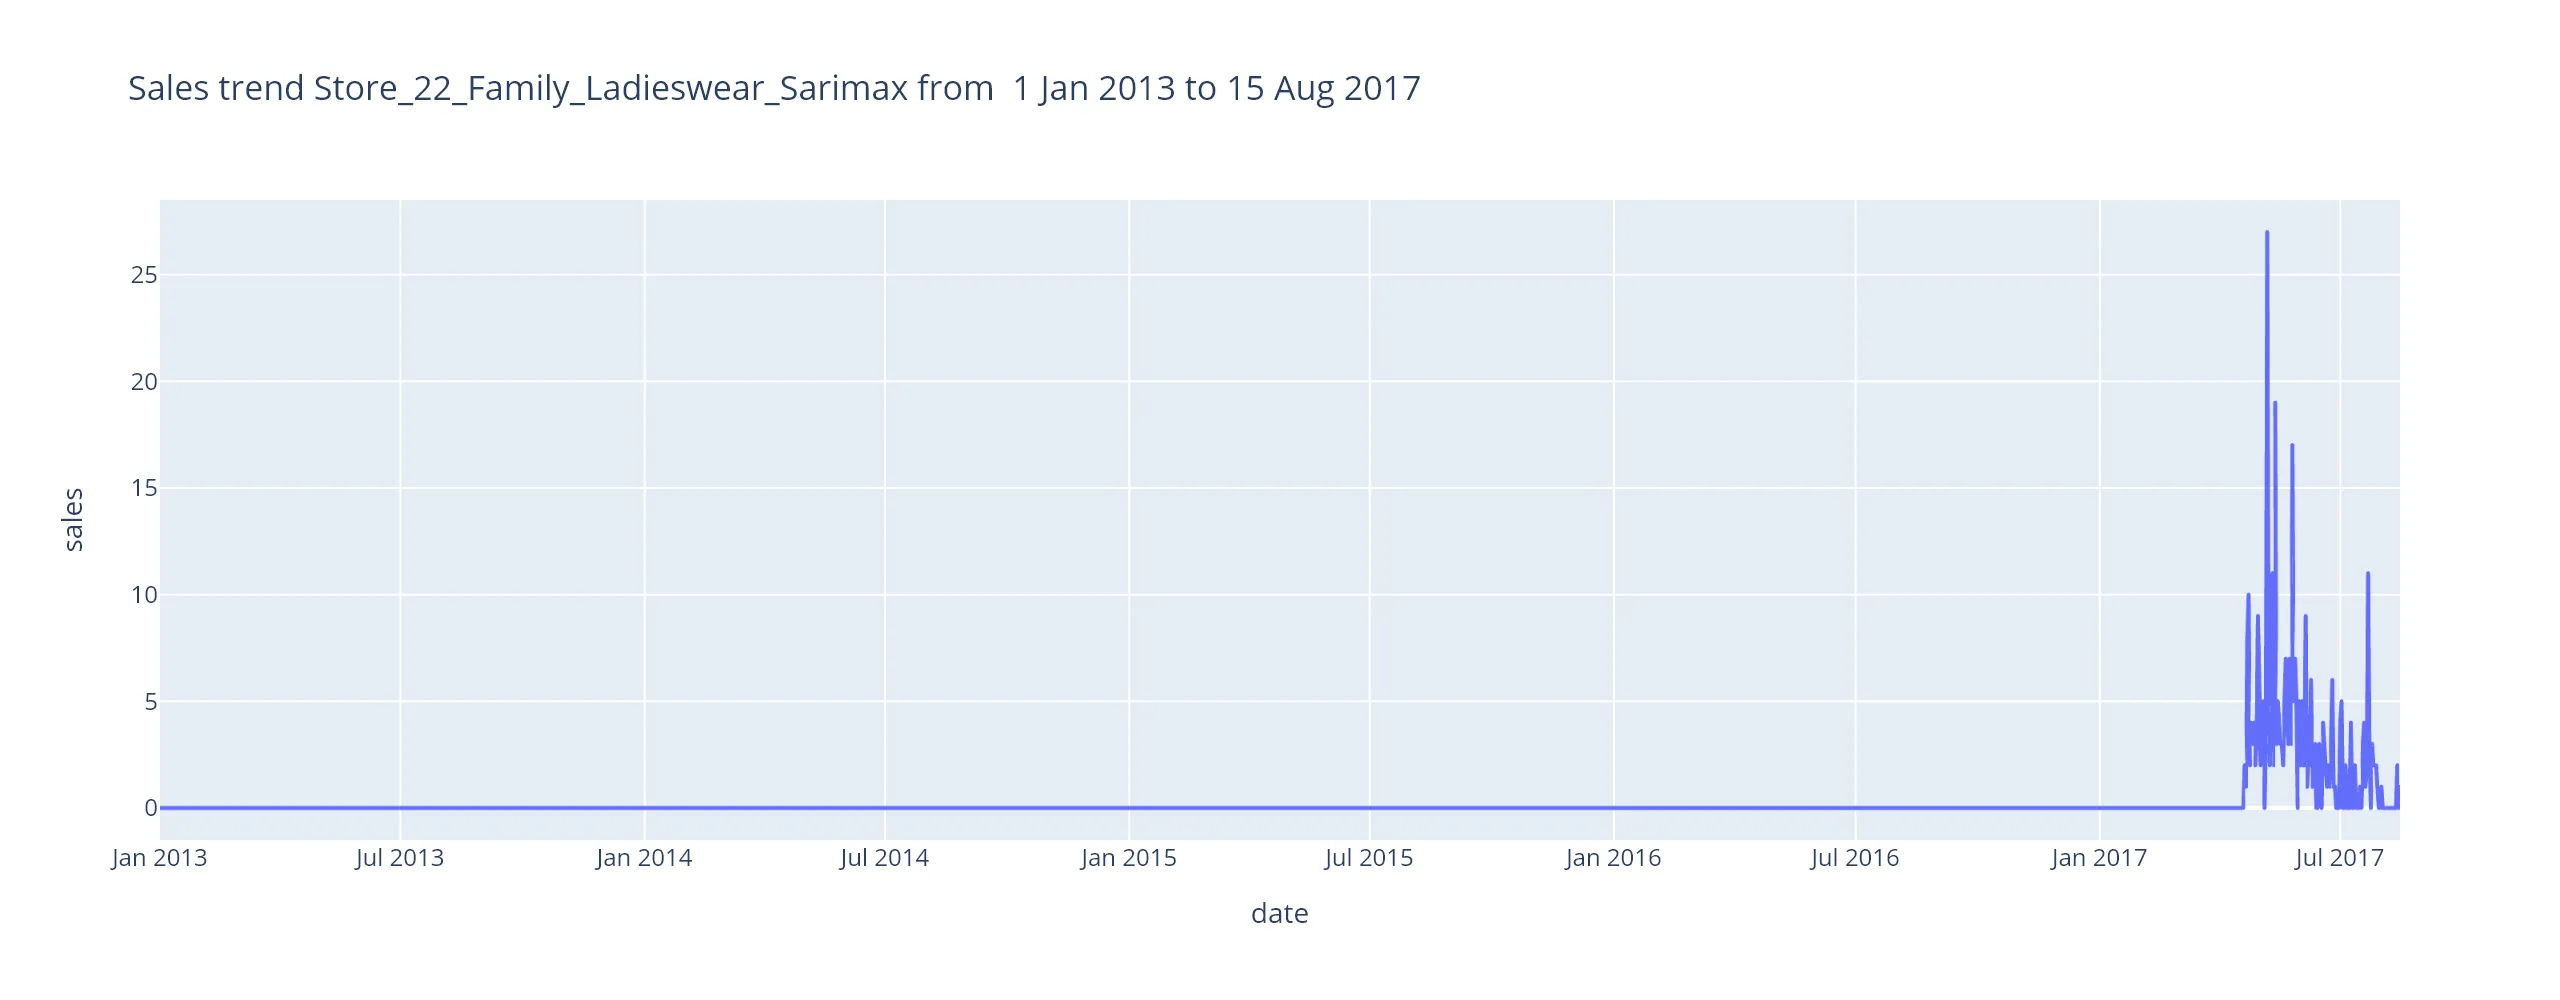 Sales trend Store_22_Family_Ladieswear_Sarimax from  1 Jan 2013 to 15 Aug 2017
25
20
15
10
5
0
sales
Jan 2013
Jul 2013
Jan 2014
Jul 2014
Jan 2015
Jul 2015
Jan 2016
Jul 2016
Jan 2017
Jul 2017
date